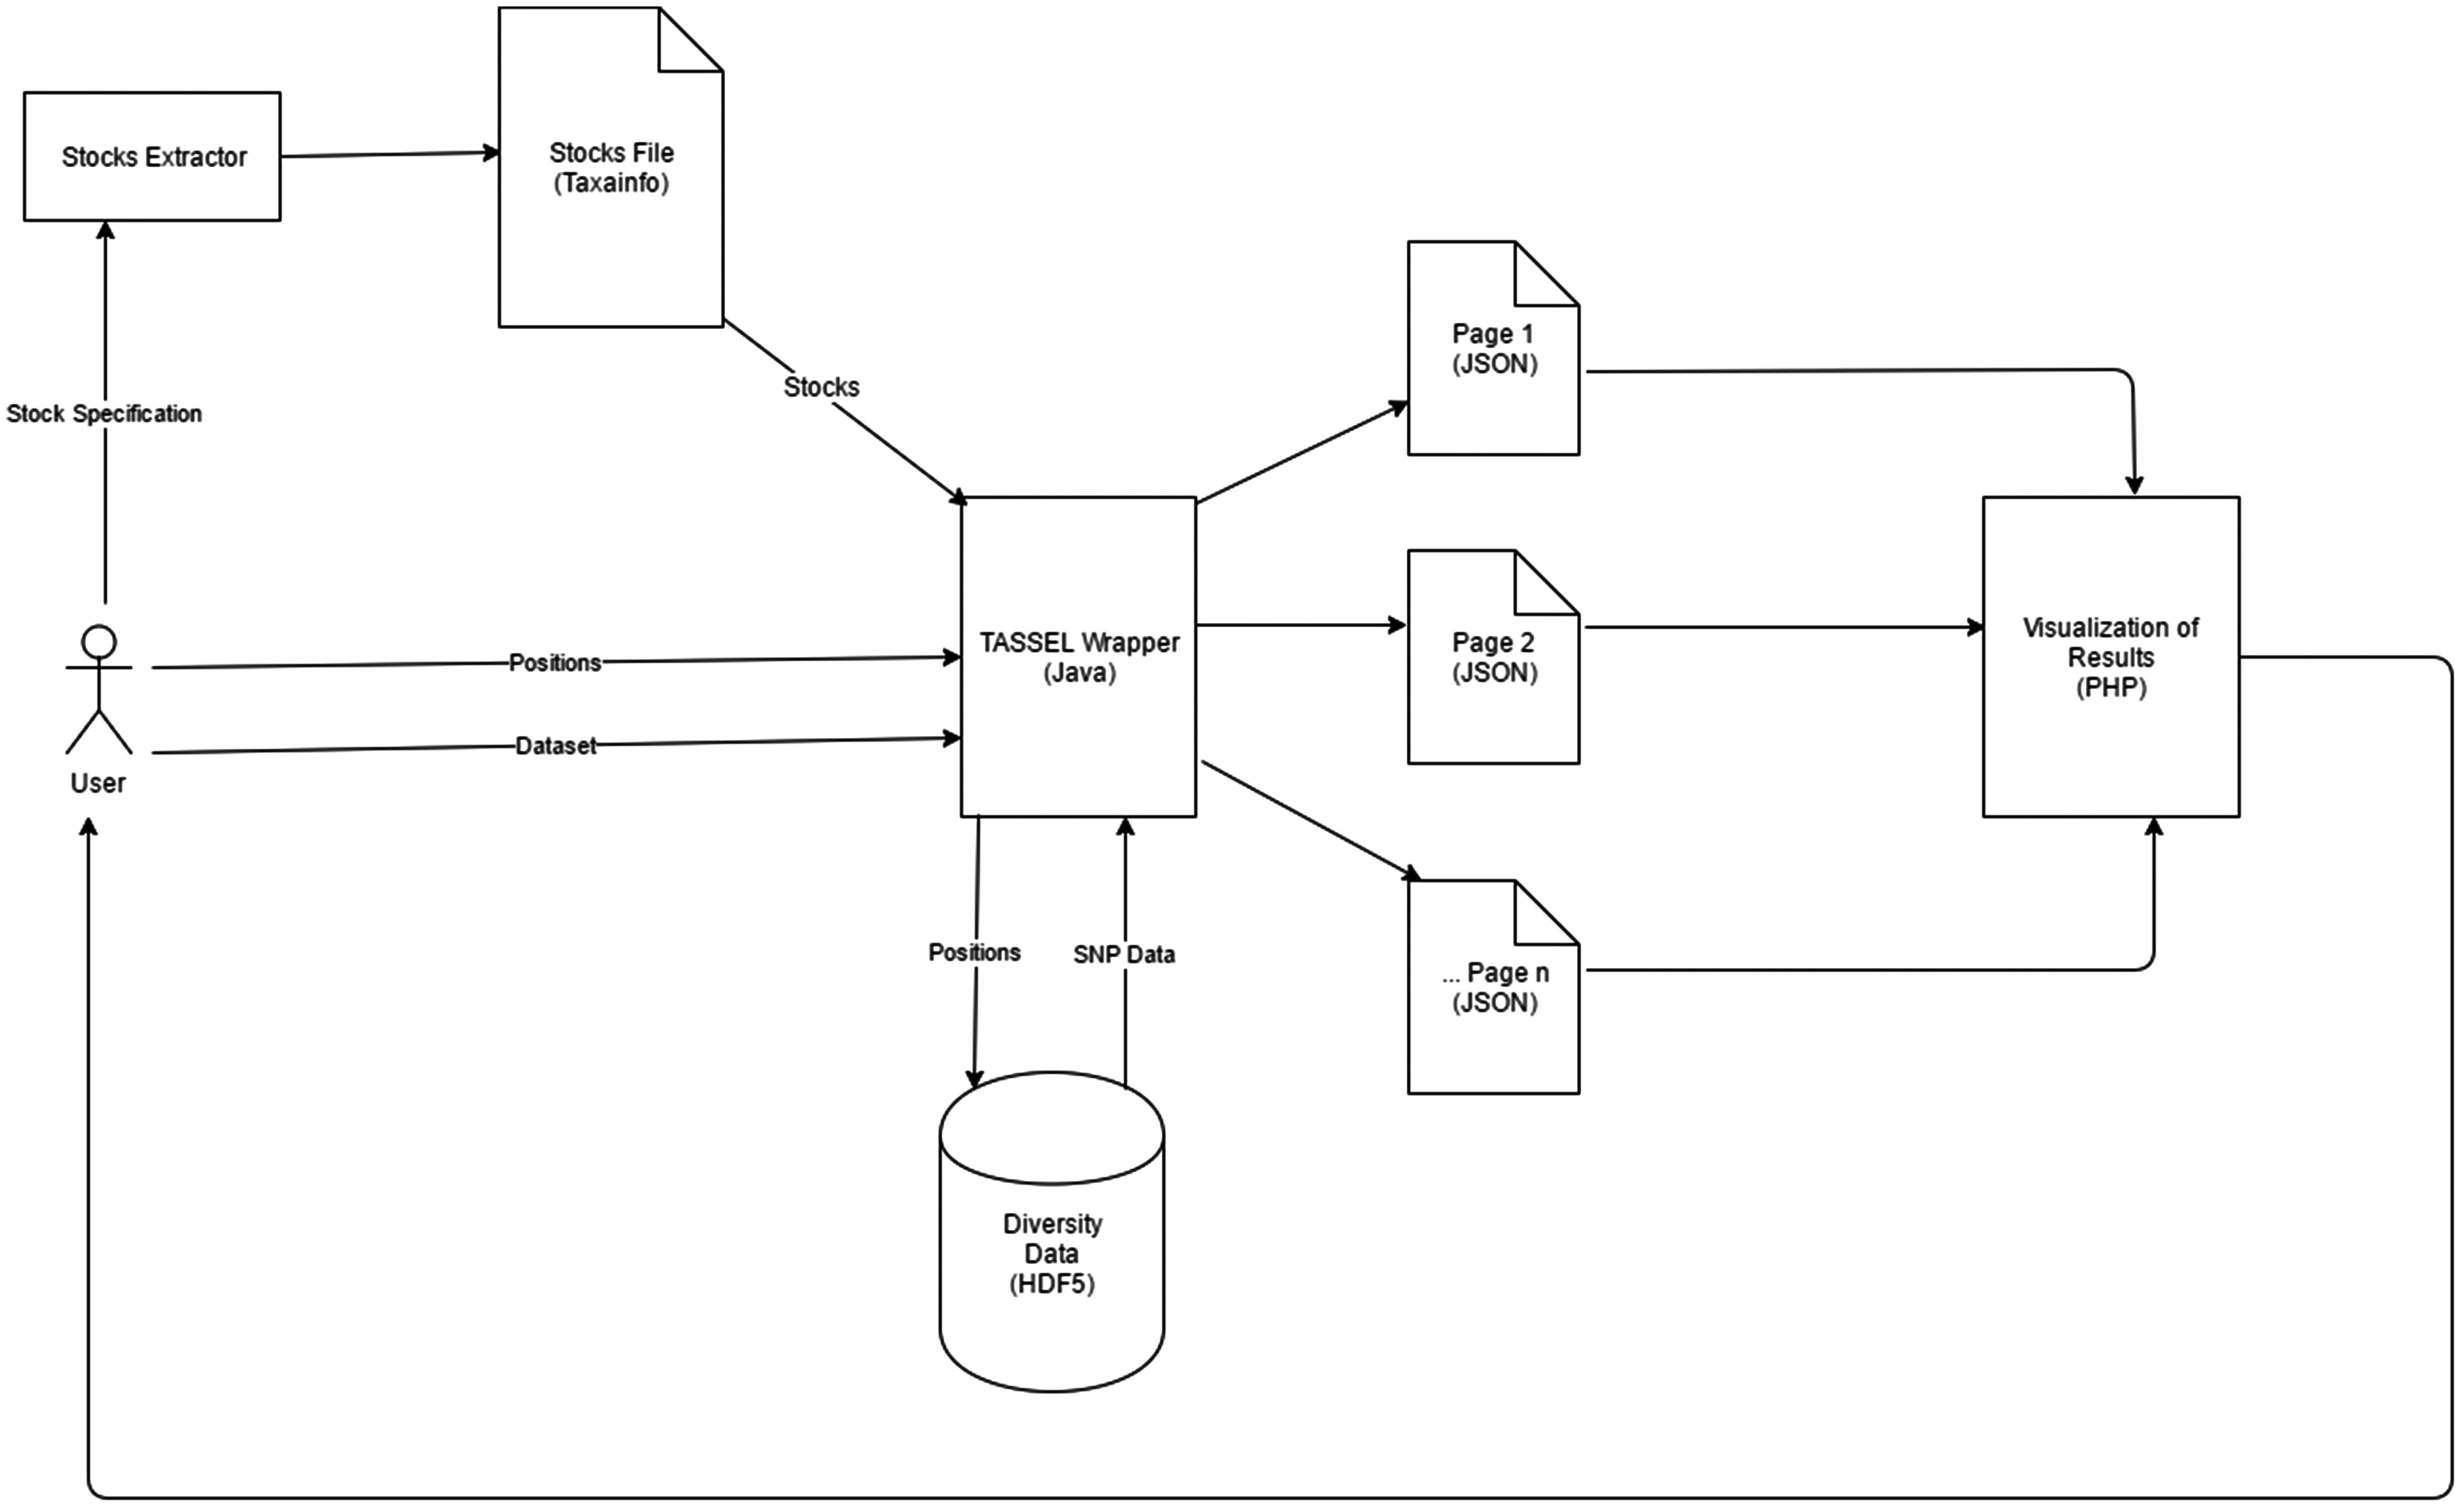 Stocks Extractor
Stocks File
(Taxainfo)
Stocks
Stock Specification
Page 1
(JSON)
User
Positions
Dataset
TASSEL Wrapper
(Java)
Page 2
(JSON)
Visualization of
Results
(PHP)
Positions
SNP Data
... Page n
(JSON)
Diversity
Data
(HDF5)